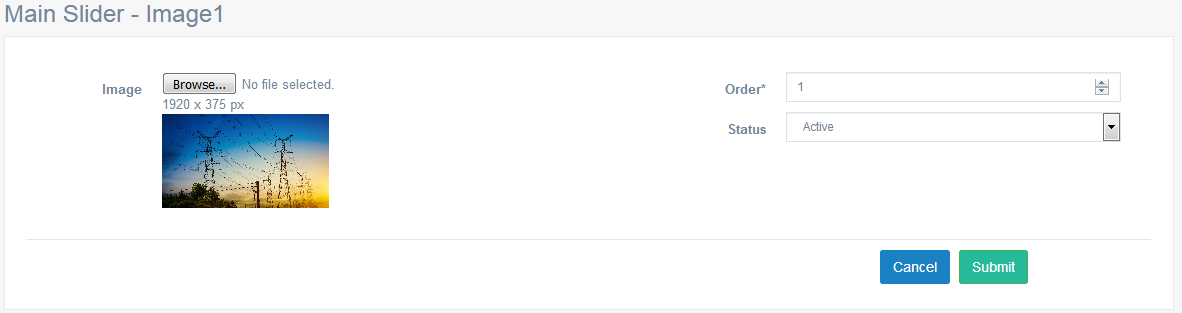 Main Slider - Image1
Image
Browse... No file selected.
1920 x 375 px
Order*
1
Status
Active
Cancel
Submit